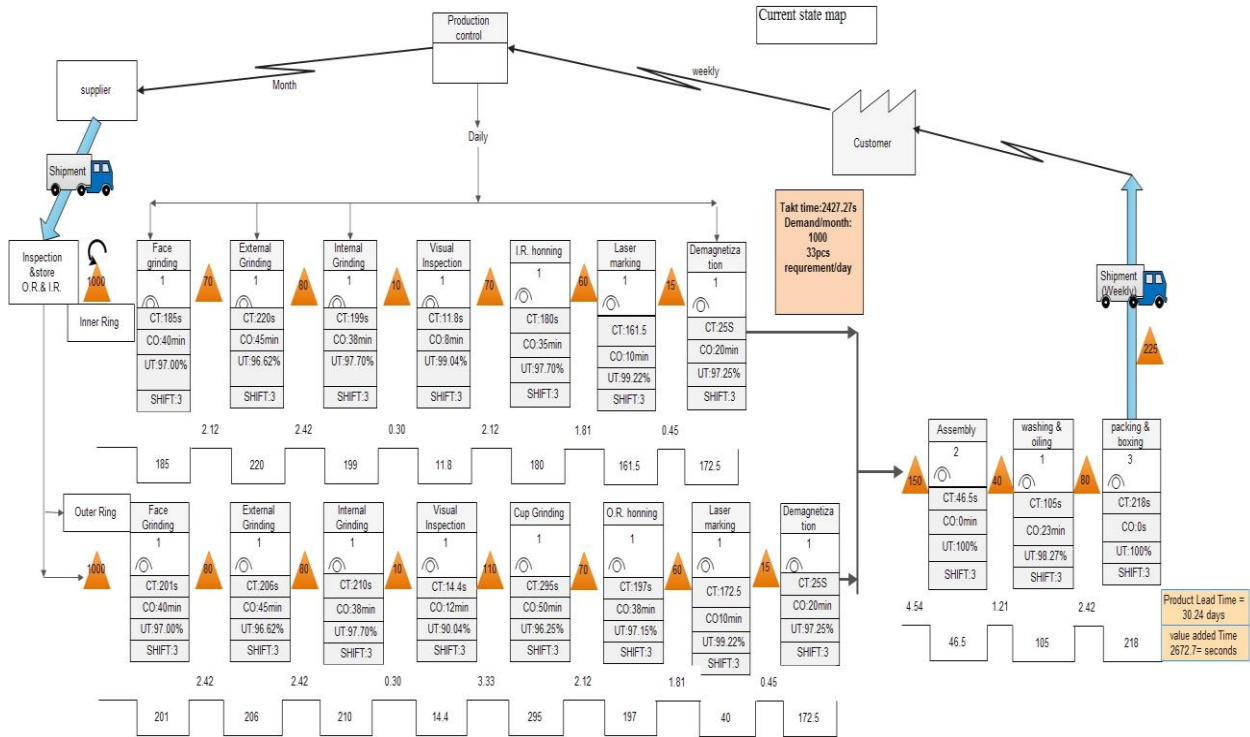 Current state map
Production
control
weekly
Month
supplier
Daily
Customer
Shipment
Takt time:2427.27s
Demand/month:
1000
33pcs
requrement/day
Inspection
&store
O.R.& I.R.
1000
Inner Ring
Face
grinding
1
CT:185s
CO:40min
UT:97.00%
SHIFT:3
70
External
Grinding
1
CT:220s
CO:45min
UT:96.62%
SHIFT:3
80
Internal
Grinding
1
CT:199s
CO:38min
UT:97.70%
SHIFT:3
10
Visual
Inspection
1
CT:11.8s
CO:8min
UT:99.04%
SHIFT:3
70
I.R. honning
1
CT:180s
CO:35min
UT:97.70%
SHIFT:3
60
Laser
marking
1
CT:161.5
CO:10min
UT:99.22%
SHIFT:3
15
Demagnetiza
tion
1
CT:25S
CO:20min
UT:97.25%
SHIFT:3
Shipment
(Weekly)
225
2.12
2.42
0.30
2.12
1.81
0.45
185
220
199
11.8
180
161.5
172.5
Outer Ring
1000
Face
Grinding
1
CT:201s
CO:40min
UT:97.00%
SHIFT:3
80
External
Grinding
1
CT:206s
CO:45min
UT:96.62%
SHIFT:3
80
Internal
Grinding
1
CT:210s
CO:38min
UT:97.70%
SHIFT:3
10
Visual
Inspection
1
CT:14.4s
CO:12min
UT:90.04%
SHIFT:3
110
Cup Grinding
1
CT:295s
CO:50min
UT:96.25%
SHIFT:3
70
O.R. honning
1
CT:197s
CO:38min
UT:97.15%
SHIFT:3
60
Laser
marking
1
CT:172.5
CO10min
UT:99.22%
SHIFT:3
15
Demagnetiza
tion
1
CT:25S
CO:20min
UT:97.25%
SHIFT:3
150
Assembly
2
CT:46.5s
CO:0min
UT:100%
SHIFT:3
40
washing &
oiling
1
CT:105s
CO:23min
UT:98.27%
SHIFT:3
80
packing &
boxing
3
CT:218s
CO:0s
UT:100%
SHIFT:3
4.54
1.21
2.42
46.5
105
218
Product Lead Time =
30.24 days
value added Time
2672.7= seconds
2.42
2.42
0.30
3.33
2.12
1.81
0.45
201
206
210
14.4
295
197
40
172.5